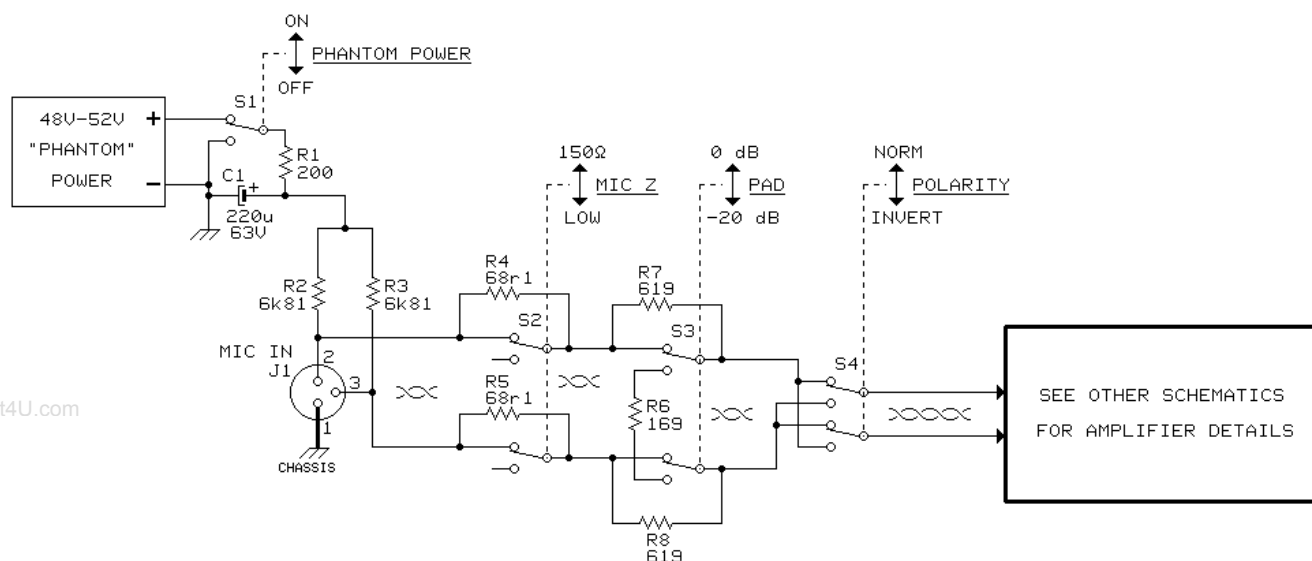 ON
PHANTOM POWER
OFF
S1
48V-52V +
"PHANTOM"
POWER -
R1
200
C1
+
220u
63V
150Ω
MIC Z
LOW
0 dB
PAD
-20 dB
NORM
POLARITY
INVERT
R2
6k81
R3
6k81
R4
68r1
S2
R7
619
S3
MIC IN
J1
2
3
1
CHASSIS
R5
68r1
R6
169
R8
619
S4
SEE OTHER SCHEMATICS
FOR AMPLIFIER DETAILS
t4U.com